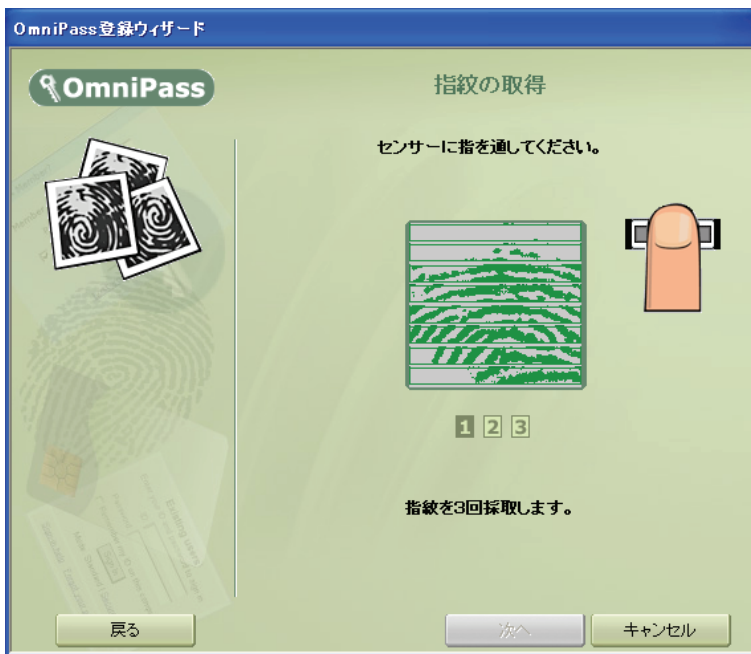 OmniPass登録ウィザード
OmniPass
指紋の取得
センサーに指を通してください。
1 2 3
指紋を3回採取します。
Existing users
戻る
次へ
キャンセル